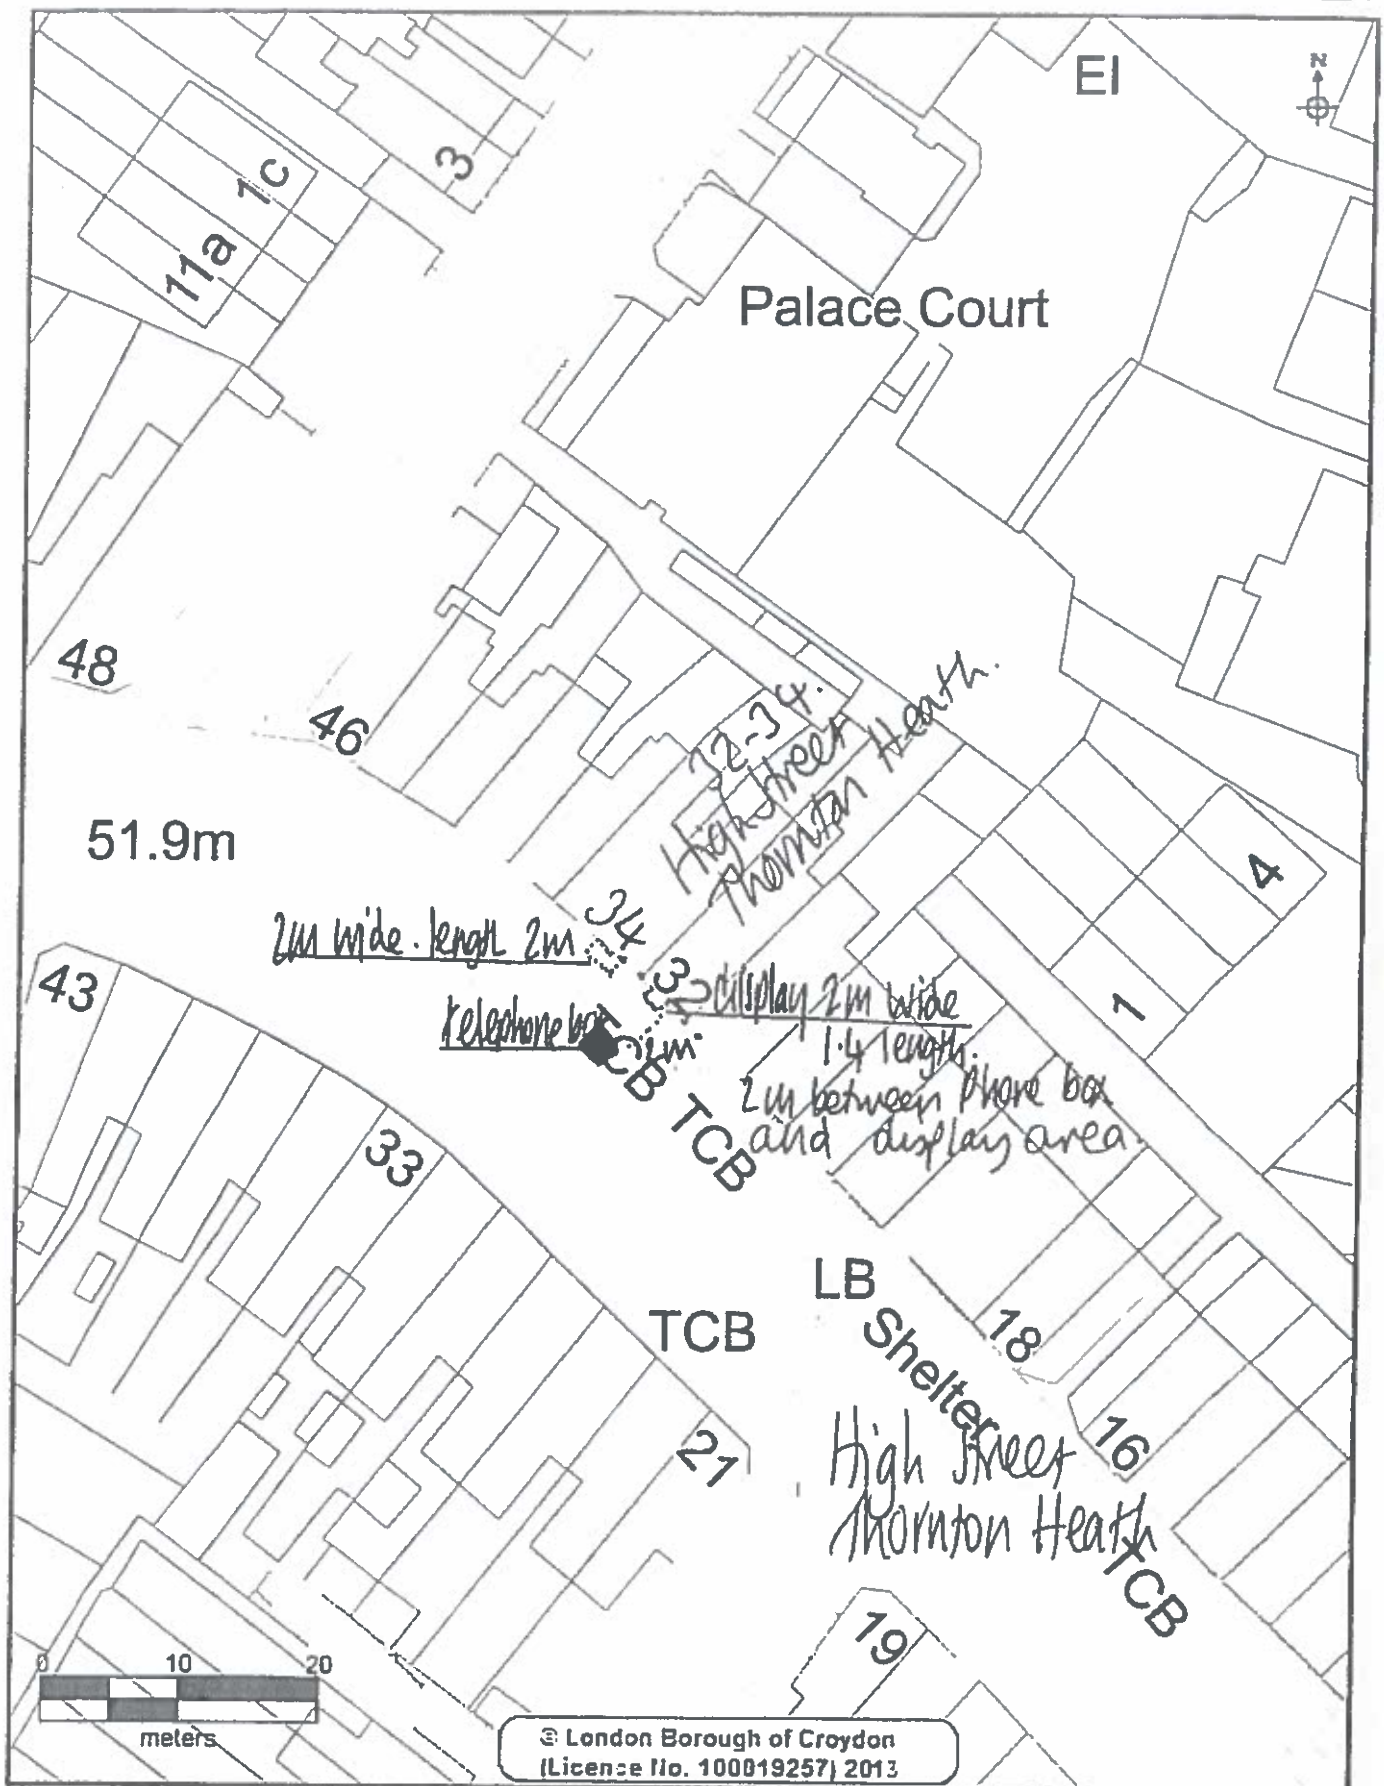 EI
N
3
1c
11a
Palace Court
48
46
32-34.
High Street
Thornton Heath.
51.9m
4
34
2m wide. length 2m
43
32
display 2m wide
1
telephone box
2m
1.4 length.
TCB
TCB
2m between phone box
and display area.
33
LB
TCB
Shelter
18
21
16
High Street
Thornton Heath
TCB
19
0 10 20
meters
© London Borough of Croydon
(Licence No. 100019257) 2013